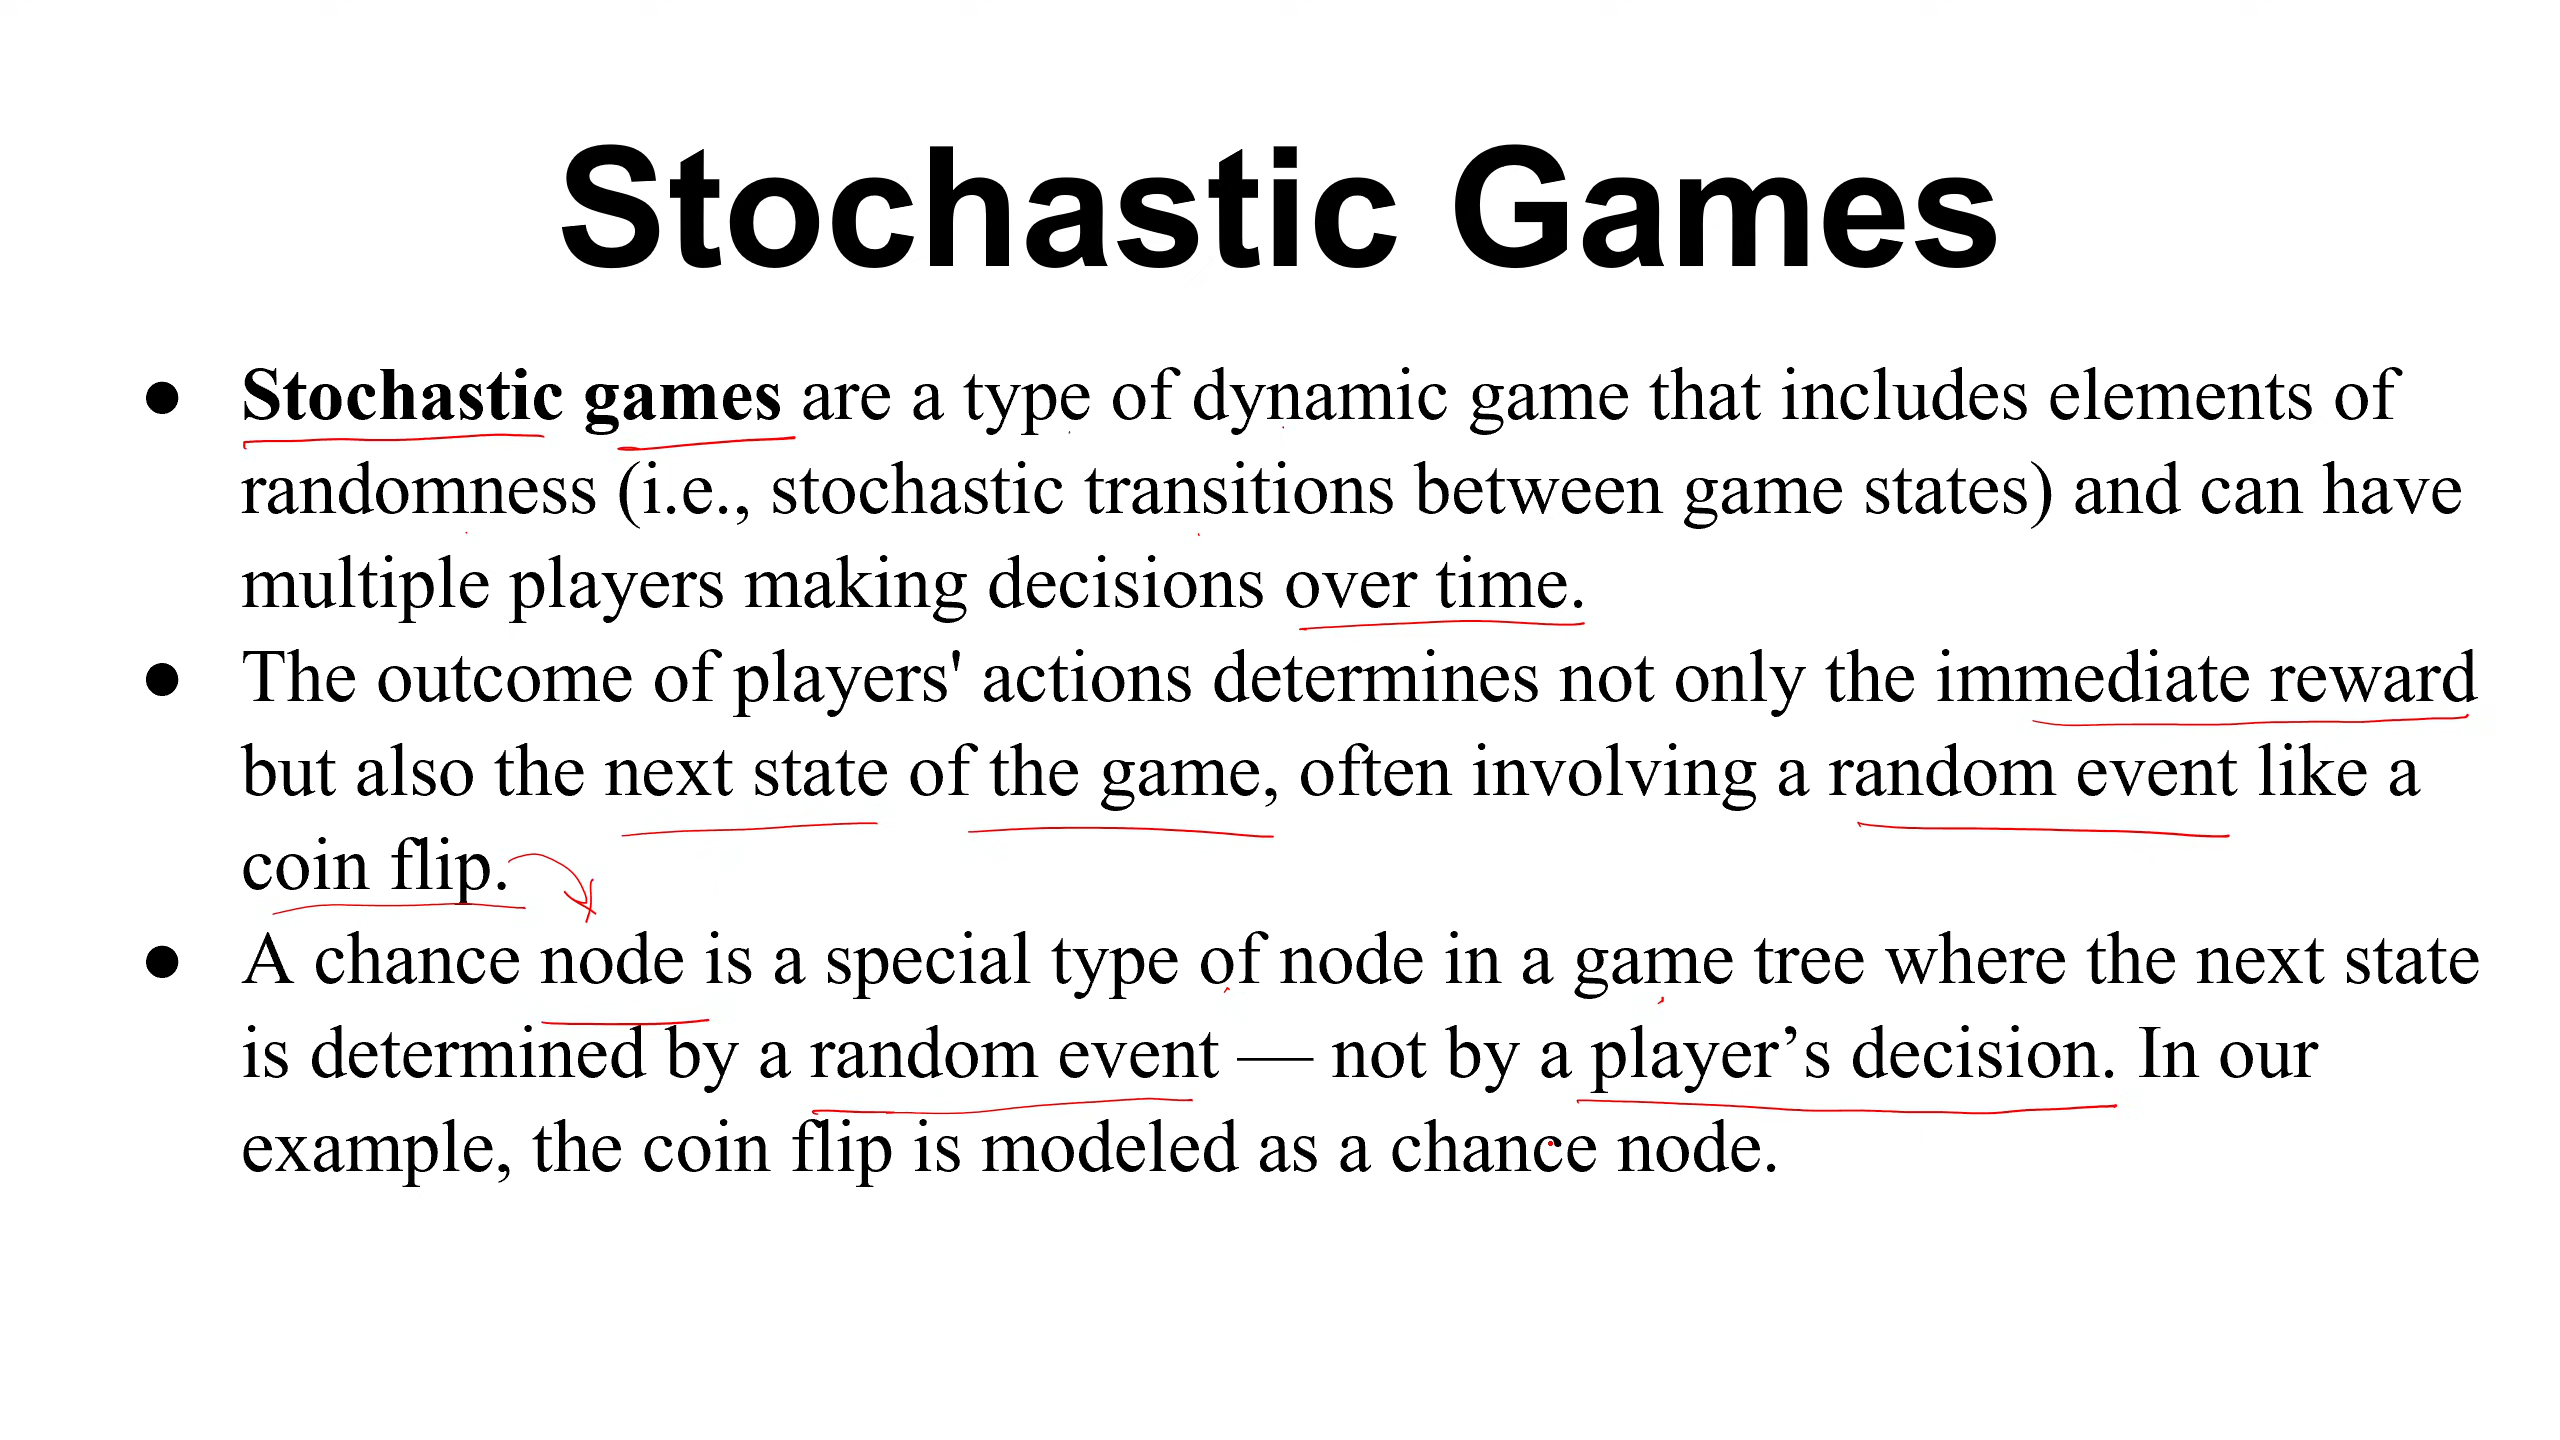 Stochastic Games
● Stochastic games are a type of dynamic game that includes elements of
randomness (i.e., stochastic transitions between game states) and can have
multiple players making decisions over time.
● The outcome of players' actions determines not only the immediate reward
but also the next state of the game, often involving a random event like a
coin flip.
● A chance node is a special type of node in a game tree where the next state
is determined by a random event — not by a player’s decision. In our
example, the coin flip is modeled as a chance node.